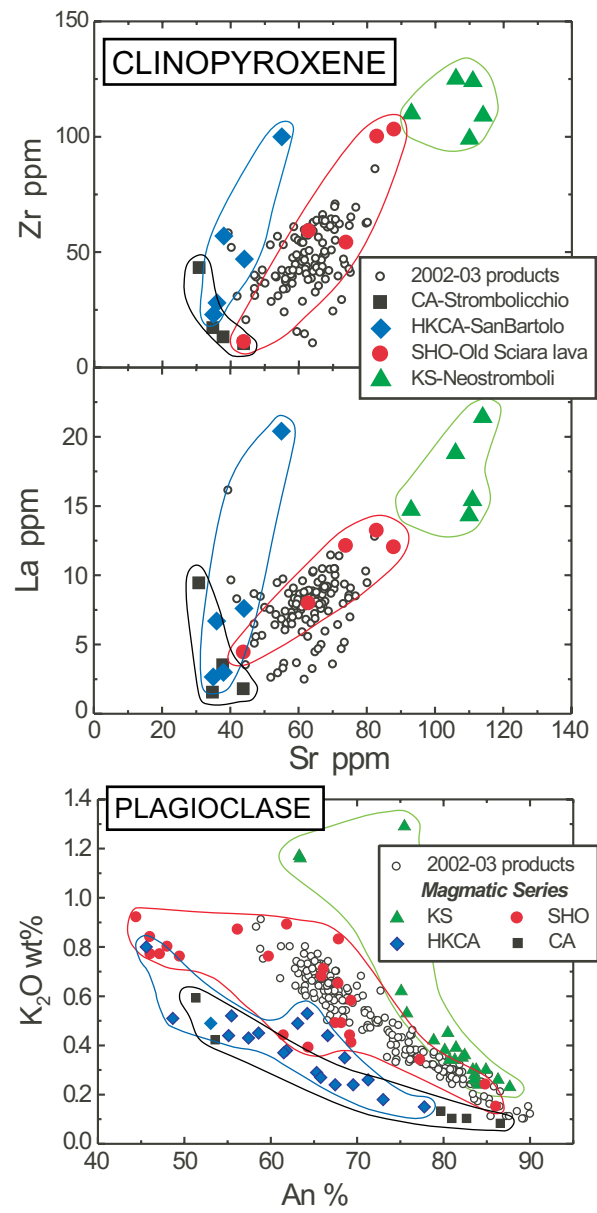 CLINOPYROXENE
Zr ppm
150
100
50
0
2002-03 products
CA-Strombolicchio
HKCA-SanBartolo
SHO-Old Sciara lava
KS-Neostromboli
La ppm
20
15
10
5
0
0 20 40 60 80 100 120 140
Sr ppm
PLAGIOCLASE
K₂O wt%
1.4
1.2
1.0
0.8
0.6
0.4
0.2
0.0
2002-03 products
Magmatic Series
KS SHO
HKCA CA
40 50 60 70 80 90
An %